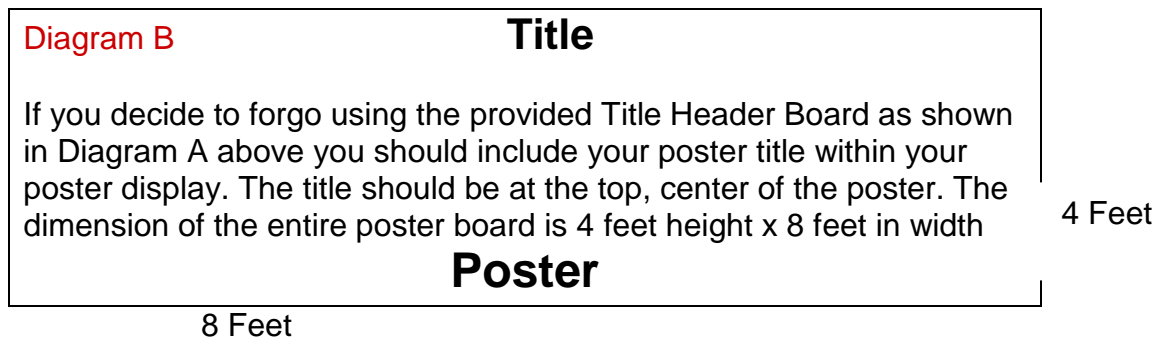 Diagram B Title
If you decide to forgo using the provided Title Header Board as shown
in Diagram A above you should include your poster title within your
poster display. The title should be at the top, center of the poster. The
dimension of the entire poster board is 4 feet height x 8 feet in width
4 Feet
Poster
8 Feet